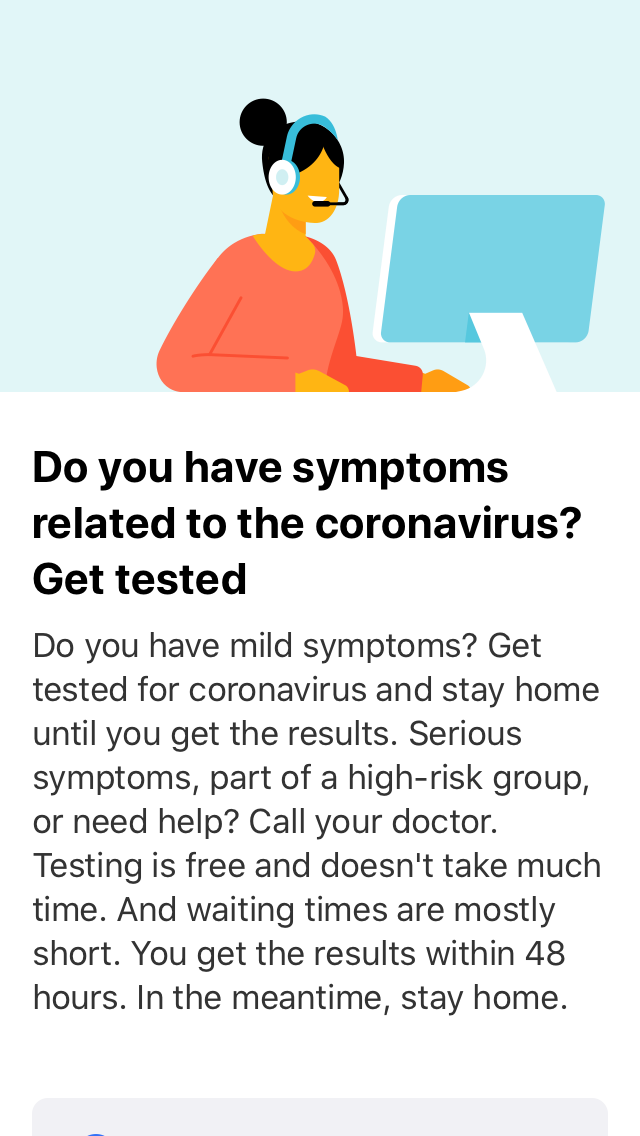 Do you have symptoms
related to the coronavirus?
Get tested
Do you have mild symptoms? Get
tested for coronavirus and stay home
until you get the results. Serious
symptoms, part of a high-risk group,
or need help? Call your doctor.
Testing is free and doesn't take much
time. And waiting times are mostly
short. You get the results within 48
hours. In the meantime, stay home.